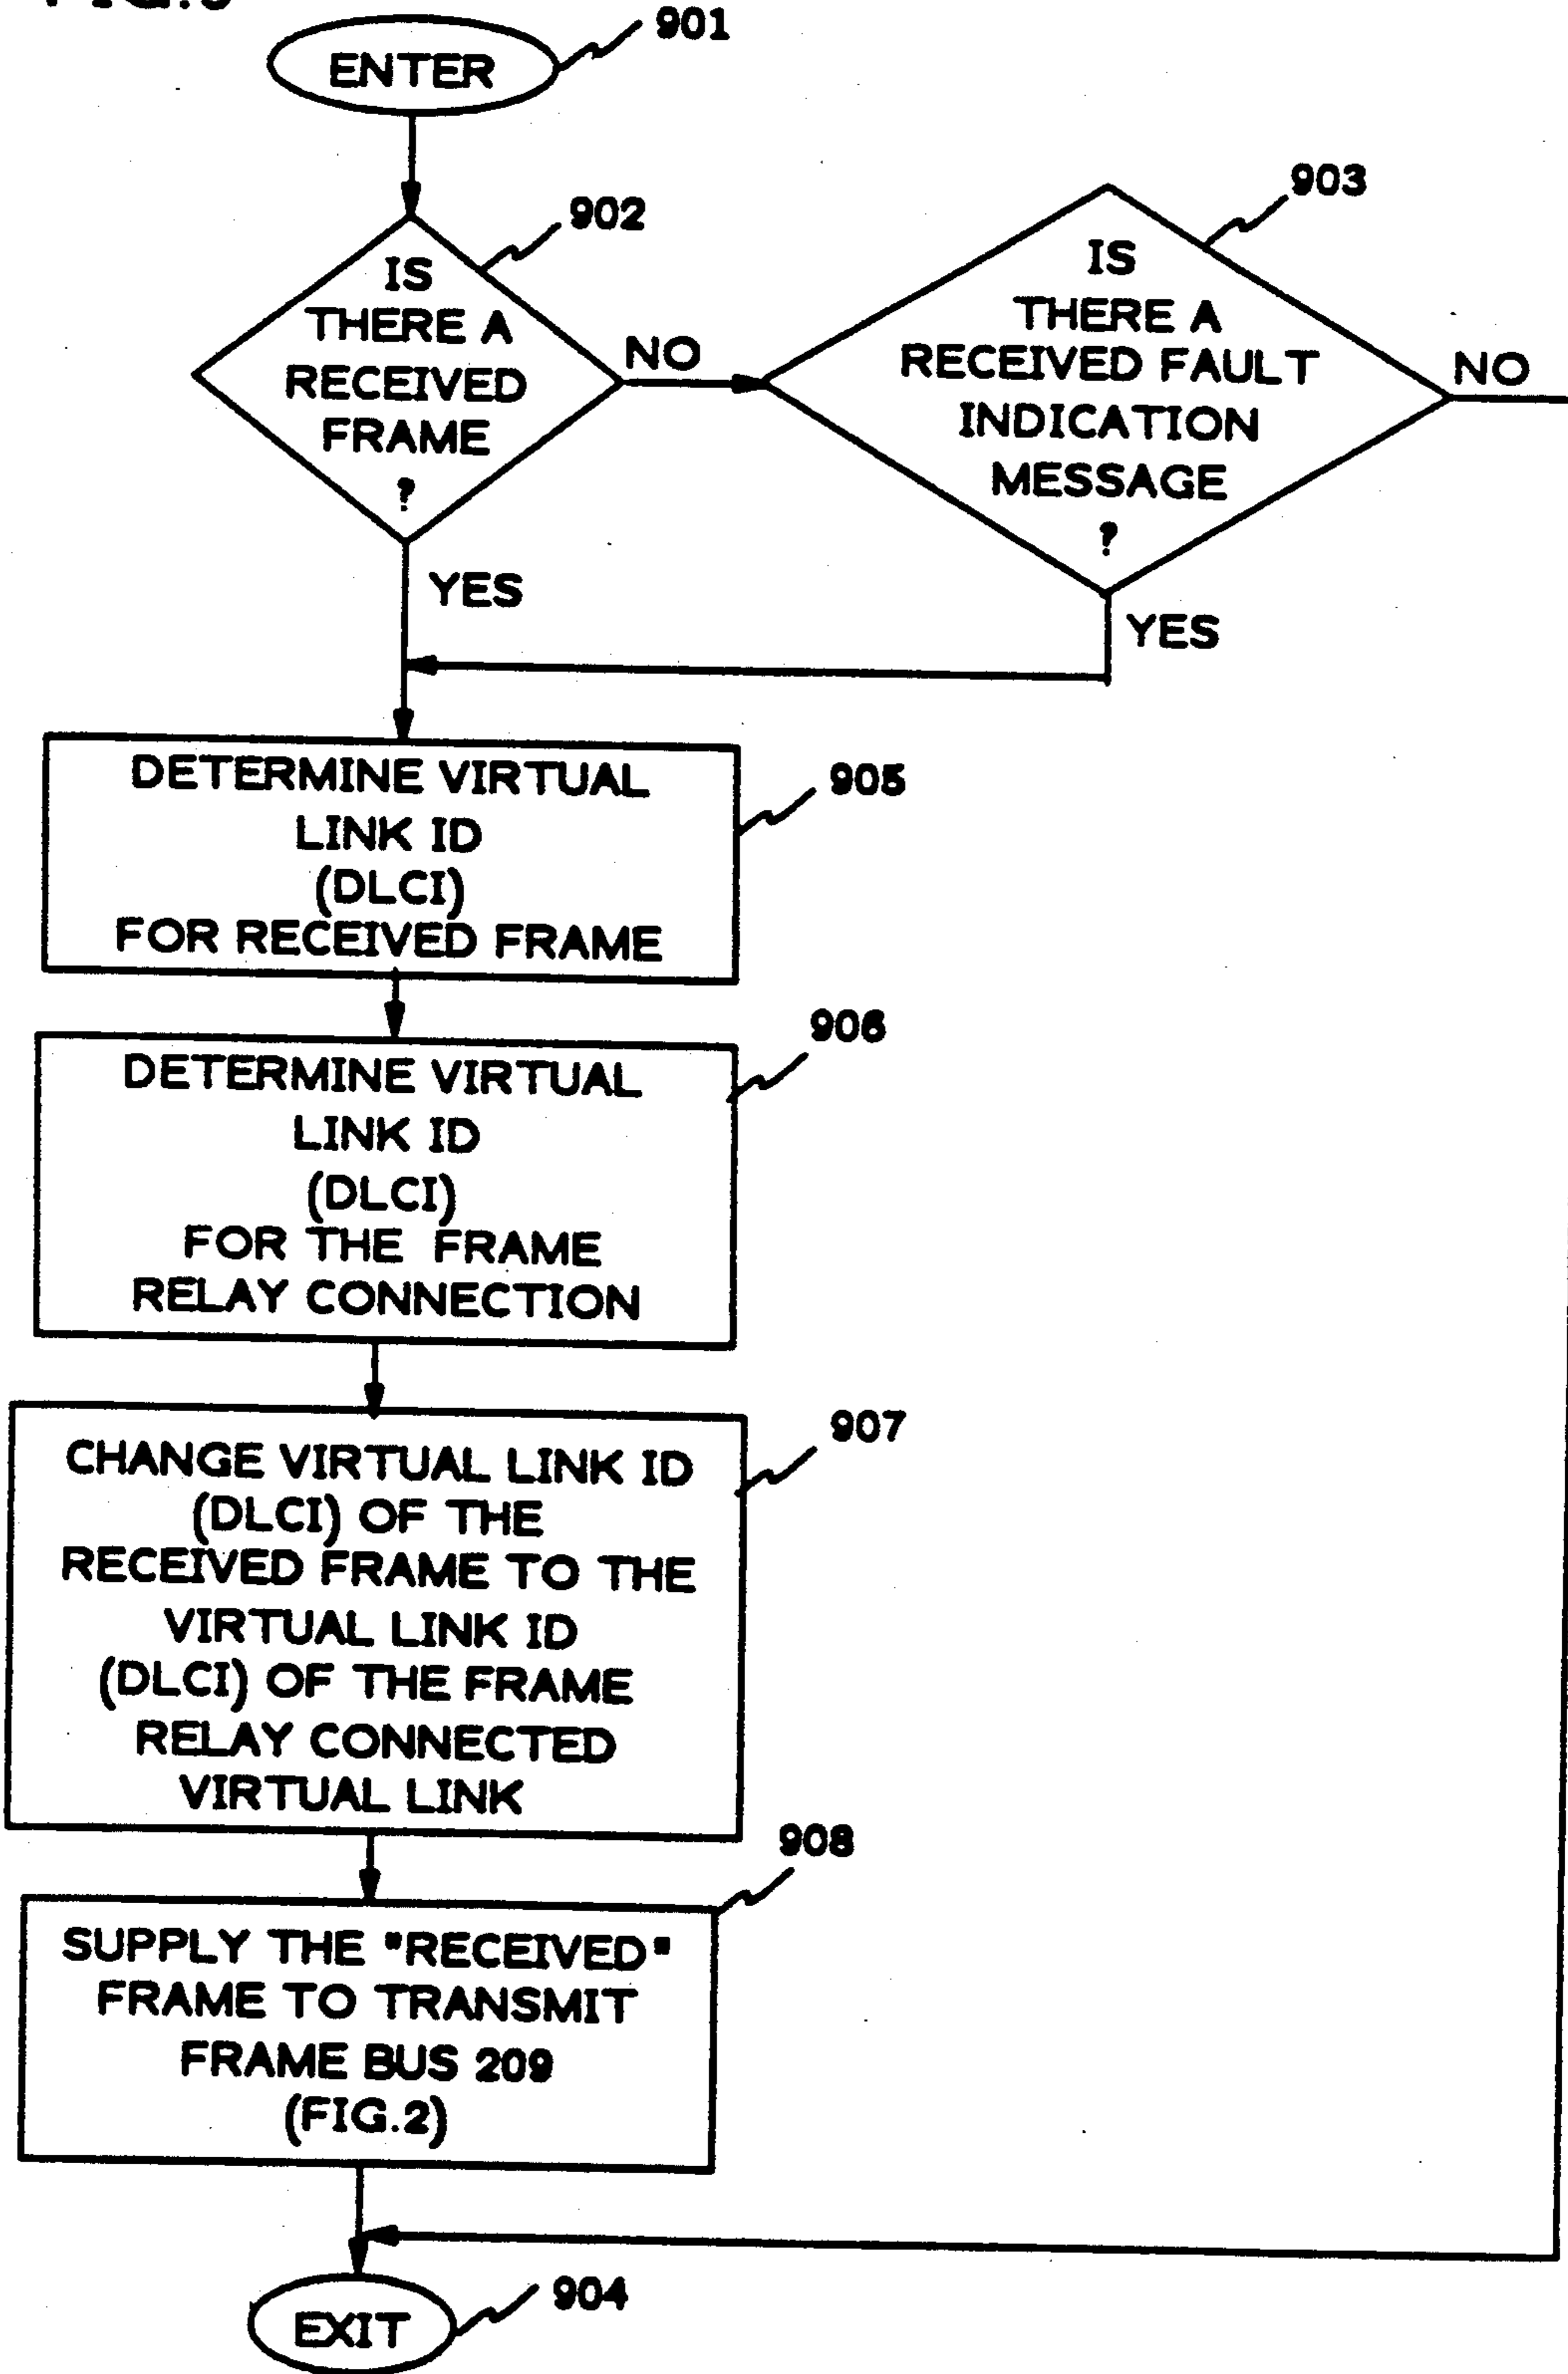 901
ENTER
902
IS
THERE A
RECEIVED
FRAME
?
NO
903
IS
THERE A
RECEIVED FAULT
INDICATION
MESSAGE
?
NO
YES
YES
DETERMINE VIRTUAL
LINK ID
(DLCI)
FOR RECEIVED FRAME
905
DETERMINE VIRTUAL
LINK ID
(DLCI)
FOR THE FRAME
RELAY CONNECTION
906
CHANGE VIRTUAL LINK ID
(DLCI) OF THE
RECEIVED FRAME TO THE
VIRTUAL LINK ID
(DLCI) OF THE FRAME
RELAY CONNECTED
VIRTUAL LINK
907
SUPPLY THE "RECEIVED"
FRAME TO TRANSMIT
FRAME BUS 209
(FIG.2)
908
EXIT
904